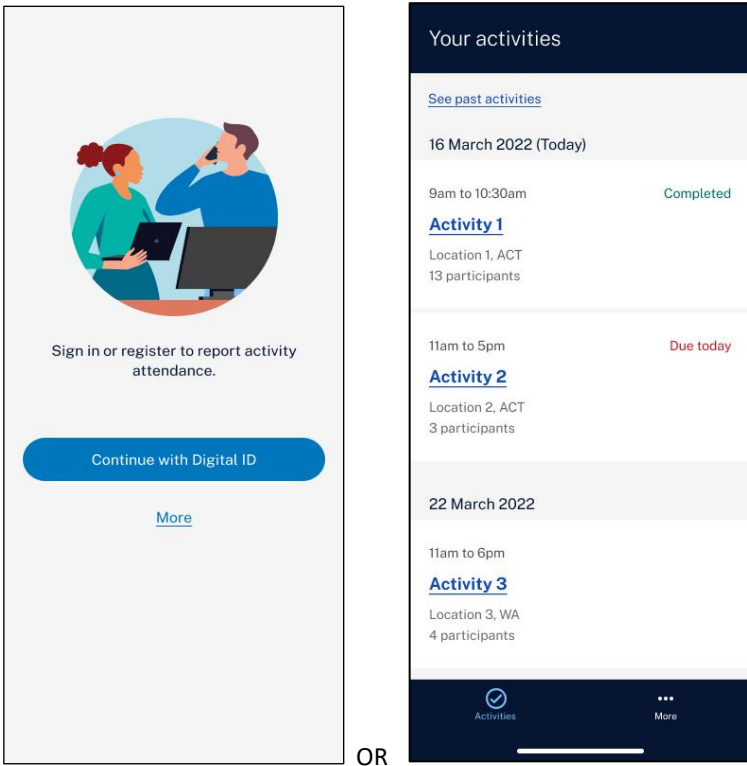 Sign in or register to report activity
attendance.
Continue with Digital ID
More
OR
Your activities
See past activities
16 March 2022 (Today)
9am to 10:30am
Completed
Activity 1
Location 1, ACT
13 participants
11am to 5pm
Due today
Activity 2
Location 2, ACT
3 participants
22 March 2022
11am to 6pm
Activity 3
Location 3, WA
4 participants
Activities
More